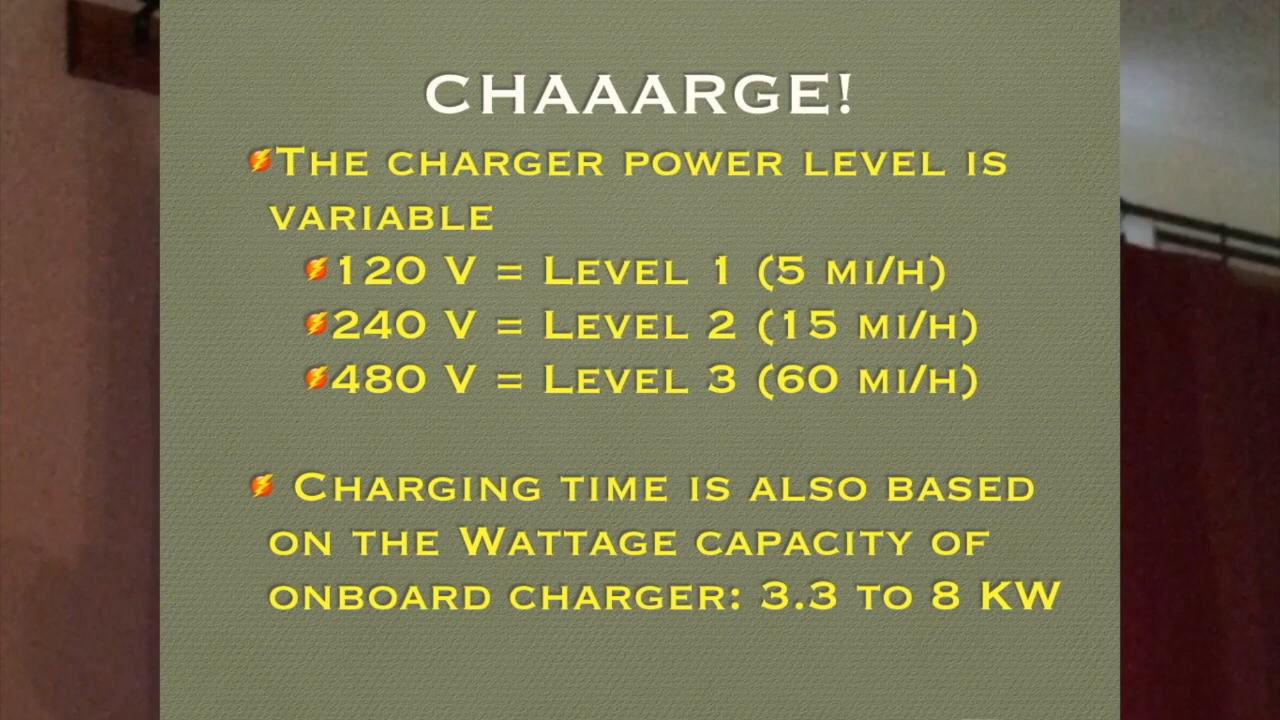 CHAAARGE!
The charger power level is
variable
120 V = Level 1 (5 mi/h)
240 V = Level 2 (15 mi/h)
480 V = Level 3 (60 mi/h)
Charging time is also based
on the Wattage capacity of
onboard charger: 3.3 to 8 KW